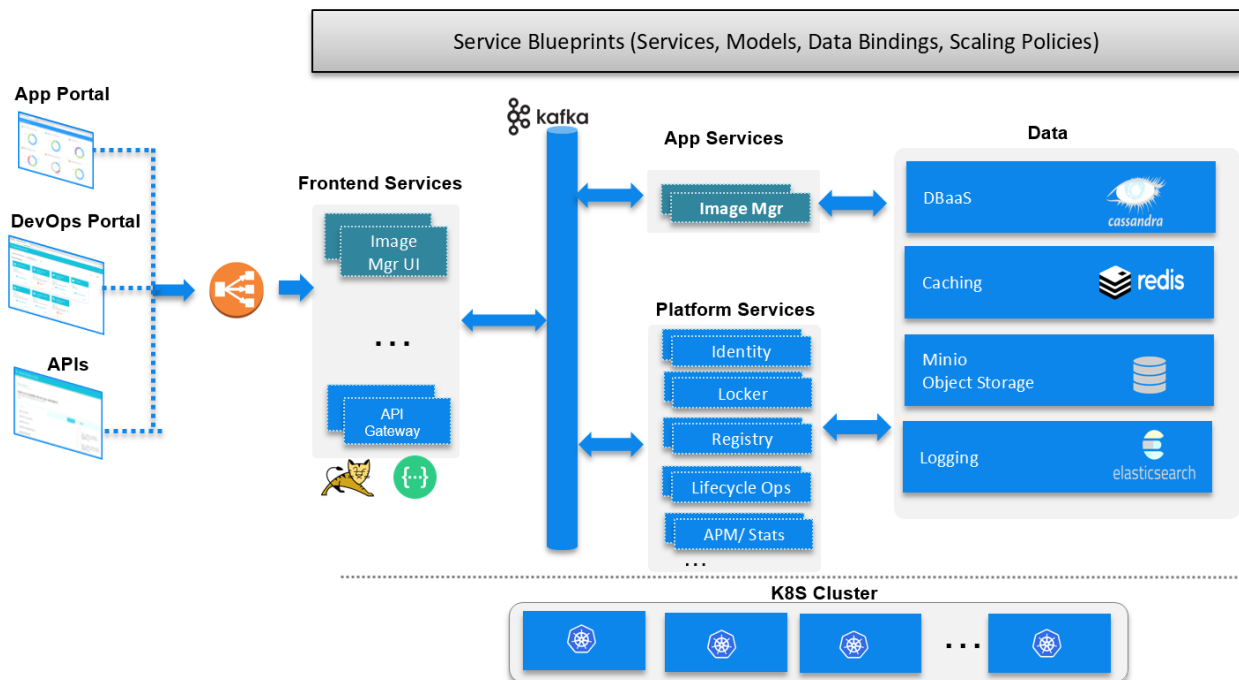 Service Blueprints (Services, Models, Data Bindings, Scaling Policies)
App Portal
DevOps Portal
APIs
Frontend Services
Image
Mgr UI
...
API
Gateway
{···}
kafka
App Services
Image Mgr
Platform Services
Identity
Locker
Registry
Lifecycle Ops
APM/ Stats
...
Data
DBaaS
cassandra
Caching
redis
Minio
Object Storage
Logging
elasticsearch
K8S Cluster
...